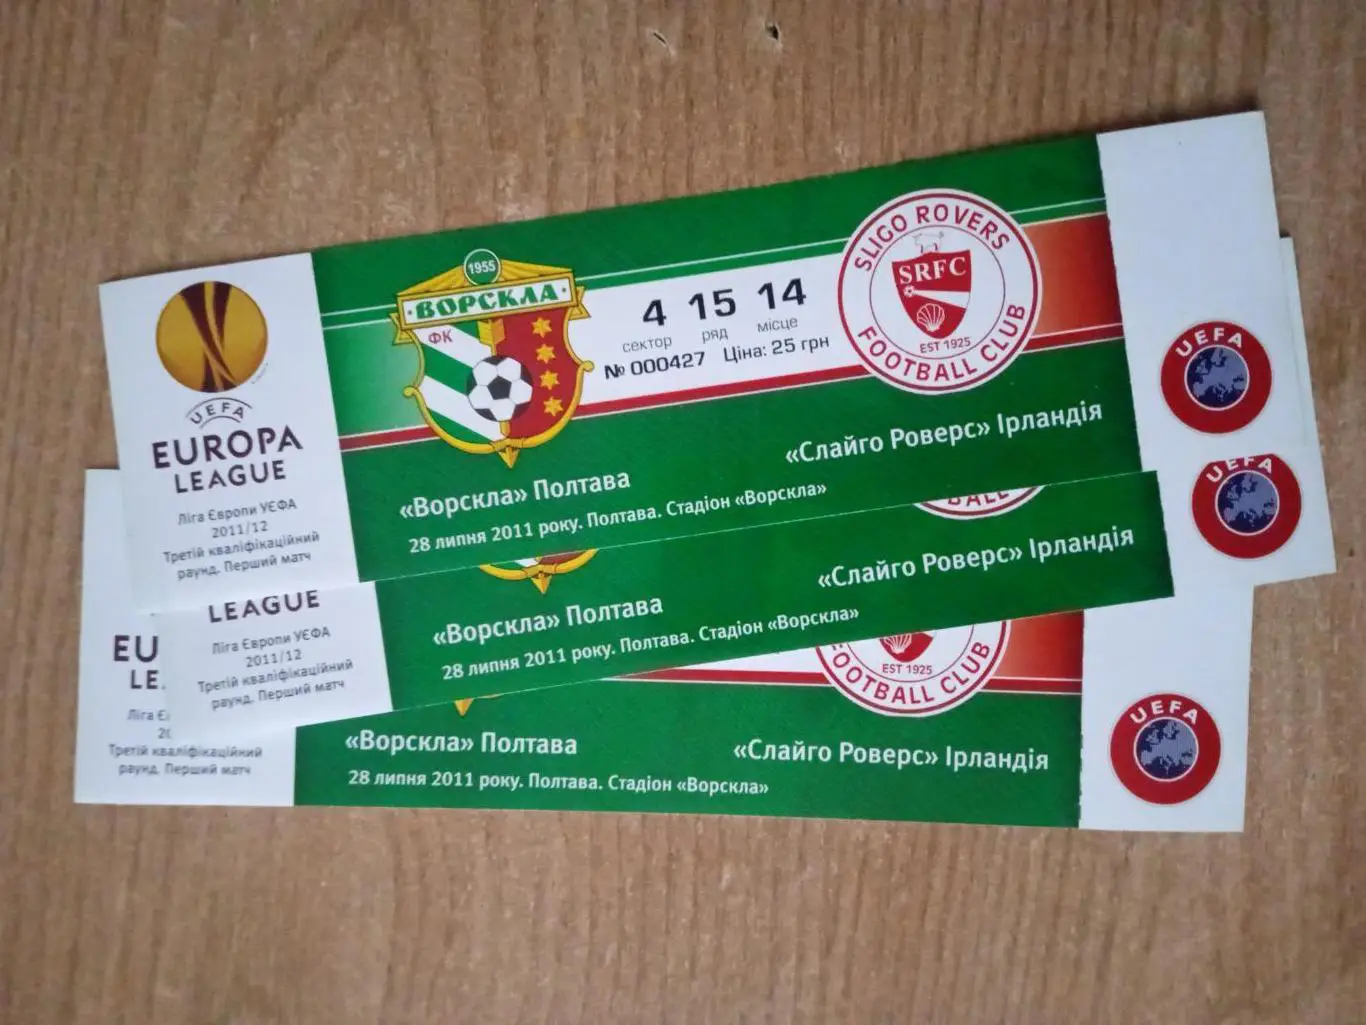 UEFA
EUROPA
LEAGUE
Ліга Європи УЄФА
2011/12
Третій кваліфікаційний
раунд. Перший матч
1955
ВОРСКЛА
ФК
4 15 14
сектор ряд місце
№ 000427 Ціна: 25 грн
SLIGO ROVERS
SRFC
EST 1925
FOOTBALL CLUB
«Ворскла» Полтава
«Слайго Роверс» Ірландія
28 липня 2011 року. Полтава. Стадіон «Ворскла»
UEFA
LEAGUE
Ліга Європи УЄФА
2011/12
Третій кваліфікаційний
раунд. Перший матч
«Ворскла» Полтава
«Слайго Роверс» Ірландія
28 липня 2011 року. Полтава. Стадіон «Ворскла»
UEFA
EU
LE
Ліга Є
Третій кваліфікаційний
раунд. Перший матч
EST 1925
FOOTBALL CLUB
«Ворскла» Полтава
«Слайго Роверс» Ірландія
28 липня 2011 року. Полтава. Стадіон «Ворскла»
UEFA